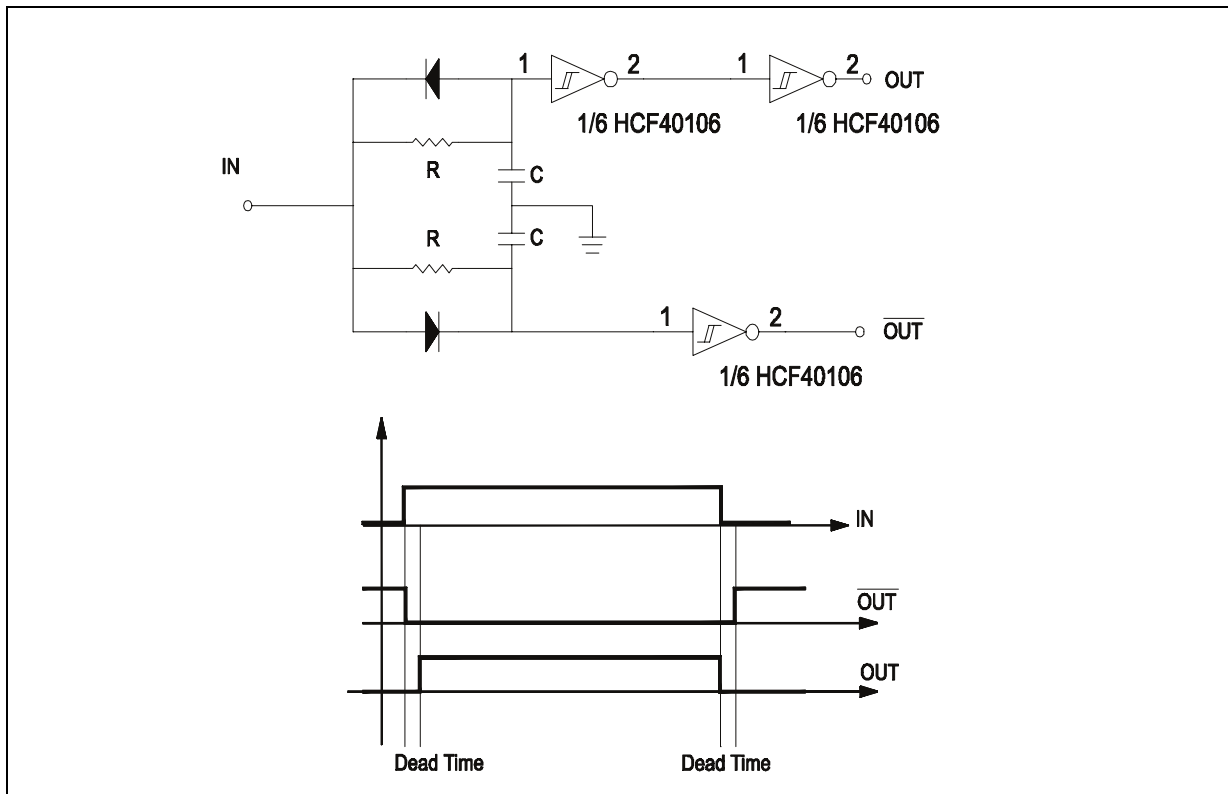 1 2 1 2 OUT
1/6 HCF40106 1/6 HCF40106
IN
R
C
R
C
1 2 OUT
1/6 HCF40106
IN
OUT
OUT
Dead Time Dead Time